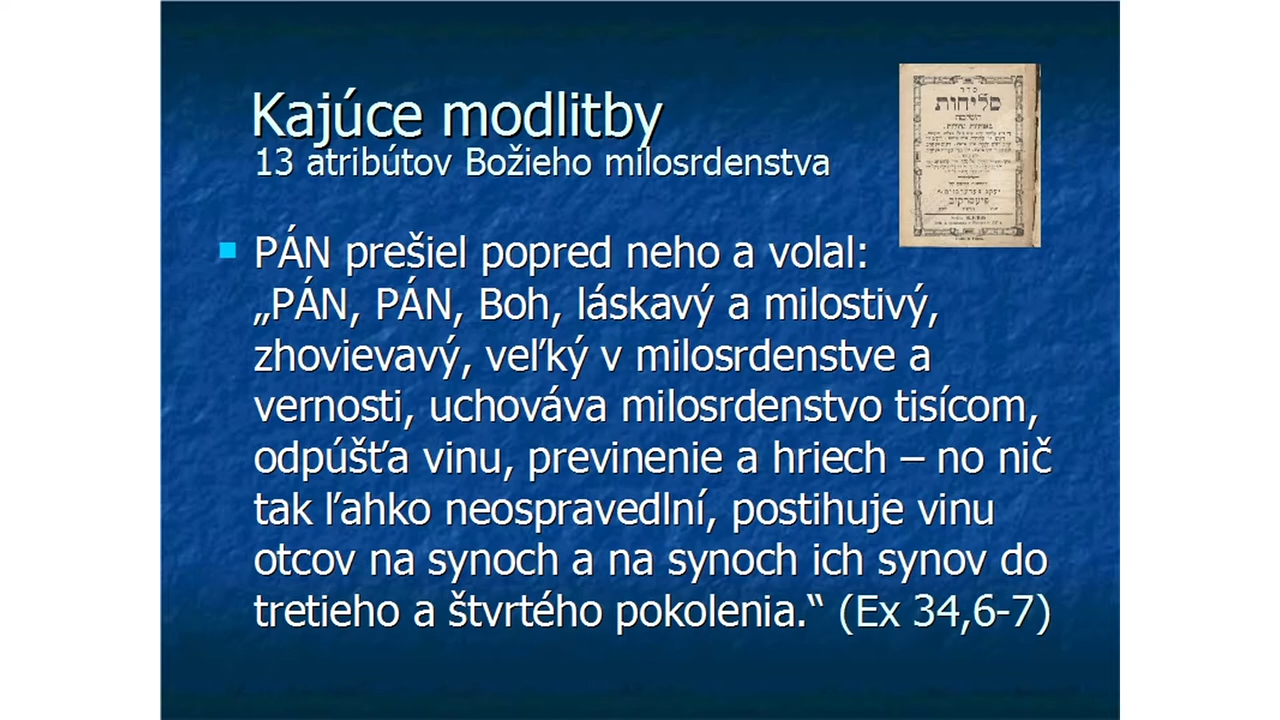 Kajúce modlitby
13 atribútov Božieho milosrdenstva
סדר
סליחות
PÁN prešiel popred neho a volal:
„PÁN, PÁN, Boh, láskavý a milostivý,
zhovievavý, veľký v milosrdenstve a
vernosti, uchováva milosrdenstvo tisícom,
odpúšťa vinu, previnenie a hriech – no nič
tak ľahko neospravedlní, postihuje vinu
otcov na synoch a na synoch ich synov do
tretieho a štvrtého pokolenia.“ (Ex 34,6-7)